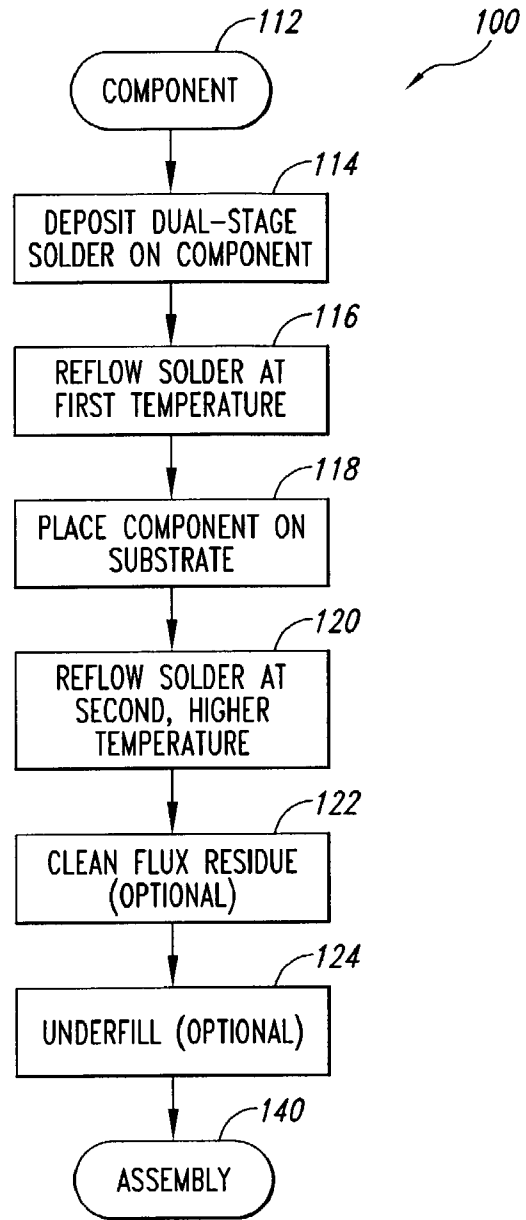 112
100
COMPONENT
114
DEPOSIT DUAL-STAGE
SOLDER ON COMPONENT
116
REFLOW SOLDER AT
FIRST TEMPERATURE
118
PLACE COMPONENT ON
SUBSTRATE
120
REFLOW SOLDER AT
SECOND, HIGHER
TEMPERATURE
122
CLEAN FLUX RESIDUE
(OPTIONAL)
124
UNDERFILL (OPTIONAL)
140
ASSEMBLY